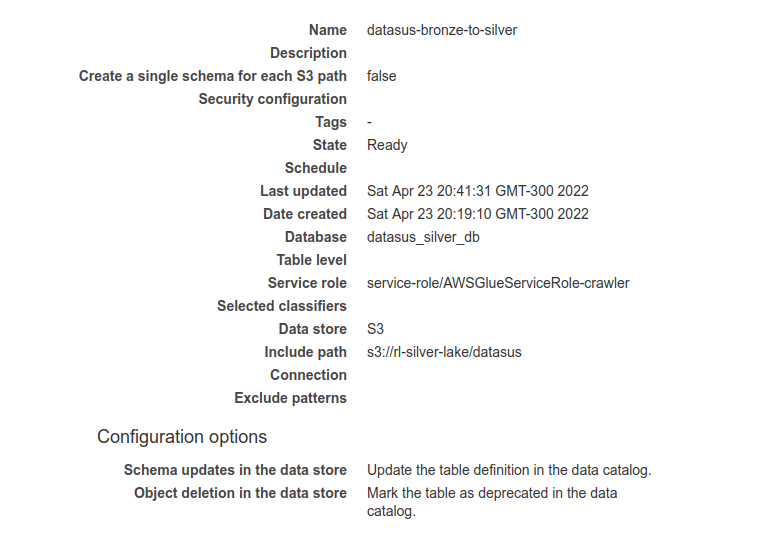 Name datasus-bronze-to-silver
Description
Create a single schema for each S3 path false
Security configuration
Tags -
State Ready
Schedule
Last updated Sat Apr 23 20:41:31 GMT-300 2022
Date created Sat Apr 23 20:19:10 GMT-300 2022
Database datasus_silver_db
Table level
Service role service-role/AWSGlueServiceRole-crawler
Selected classifiers
Data store S3
Include path s3://rl-silver-lake/datasus
Connection
Exclude patterns
Configuration options
Schema updates in the data store Update the table definition in the data catalog.
Object deletion in the data store Mark the table as deprecated in the data
catalog.